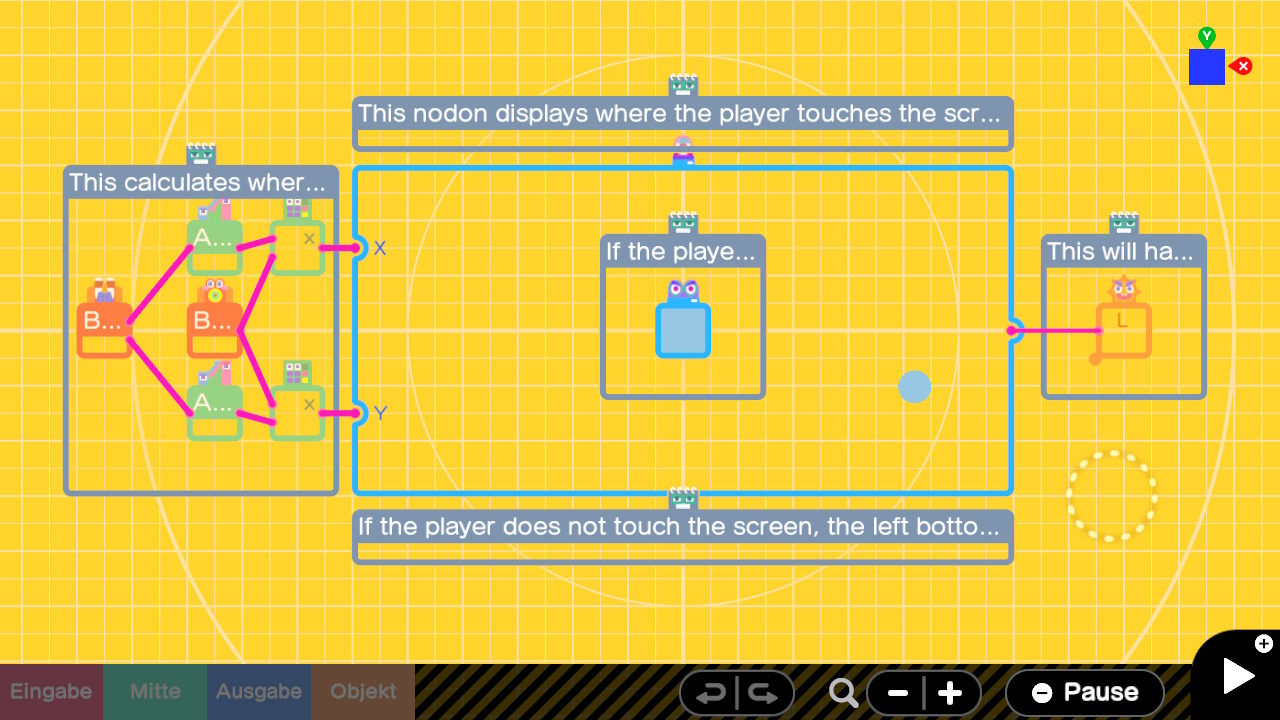 Y
X
This nodon displays where the player touches the scr...
This calculates wher...
A...
X
X
If the playe...
This will ha...
B...
B...
L
A...
X
Y
If the player does not touch the screen, the left botto...
Eingabe
Mitte
Ausgabe
Objekt
Pause